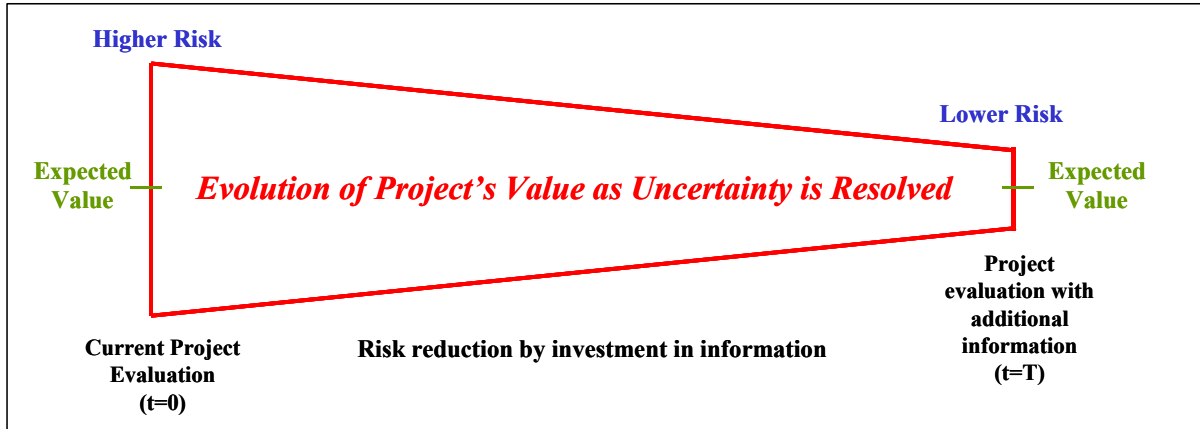 Higher Risk
Lower Risk
Expected
Value
Evolution of Project’s Value as Uncertainty is Resolved
Expected
Value
Current Project
Evaluation
(t=0)
Risk reduction by investment in information
Project
evaluation with
additional
information
(t=T)